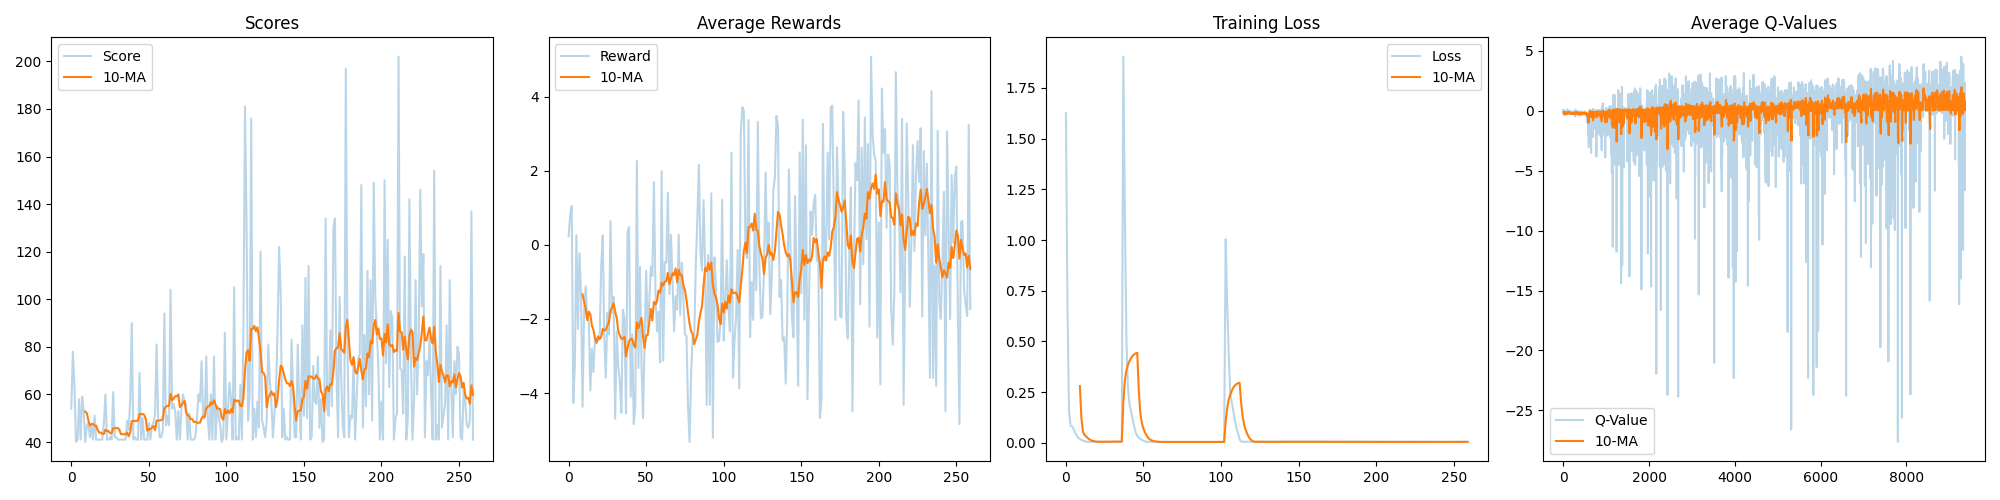 Scores
Score
10-MA
200
180
160
140
120
100
80
60
40
0 50 100 150 200 250
Average Rewards
Reward
10-MA
4
2
0
−2
−4
0 50 100 150 200 250
Training Loss
Loss
10-MA
1.75
1.50
1.25
1.00
0.75
0.50
0.25
0.00
0 50 100 150 200 250
Average Q-Values
5
0
−5
−10
−15
−20
−25
Q-Value
10-MA
0 2000 4000 6000 8000